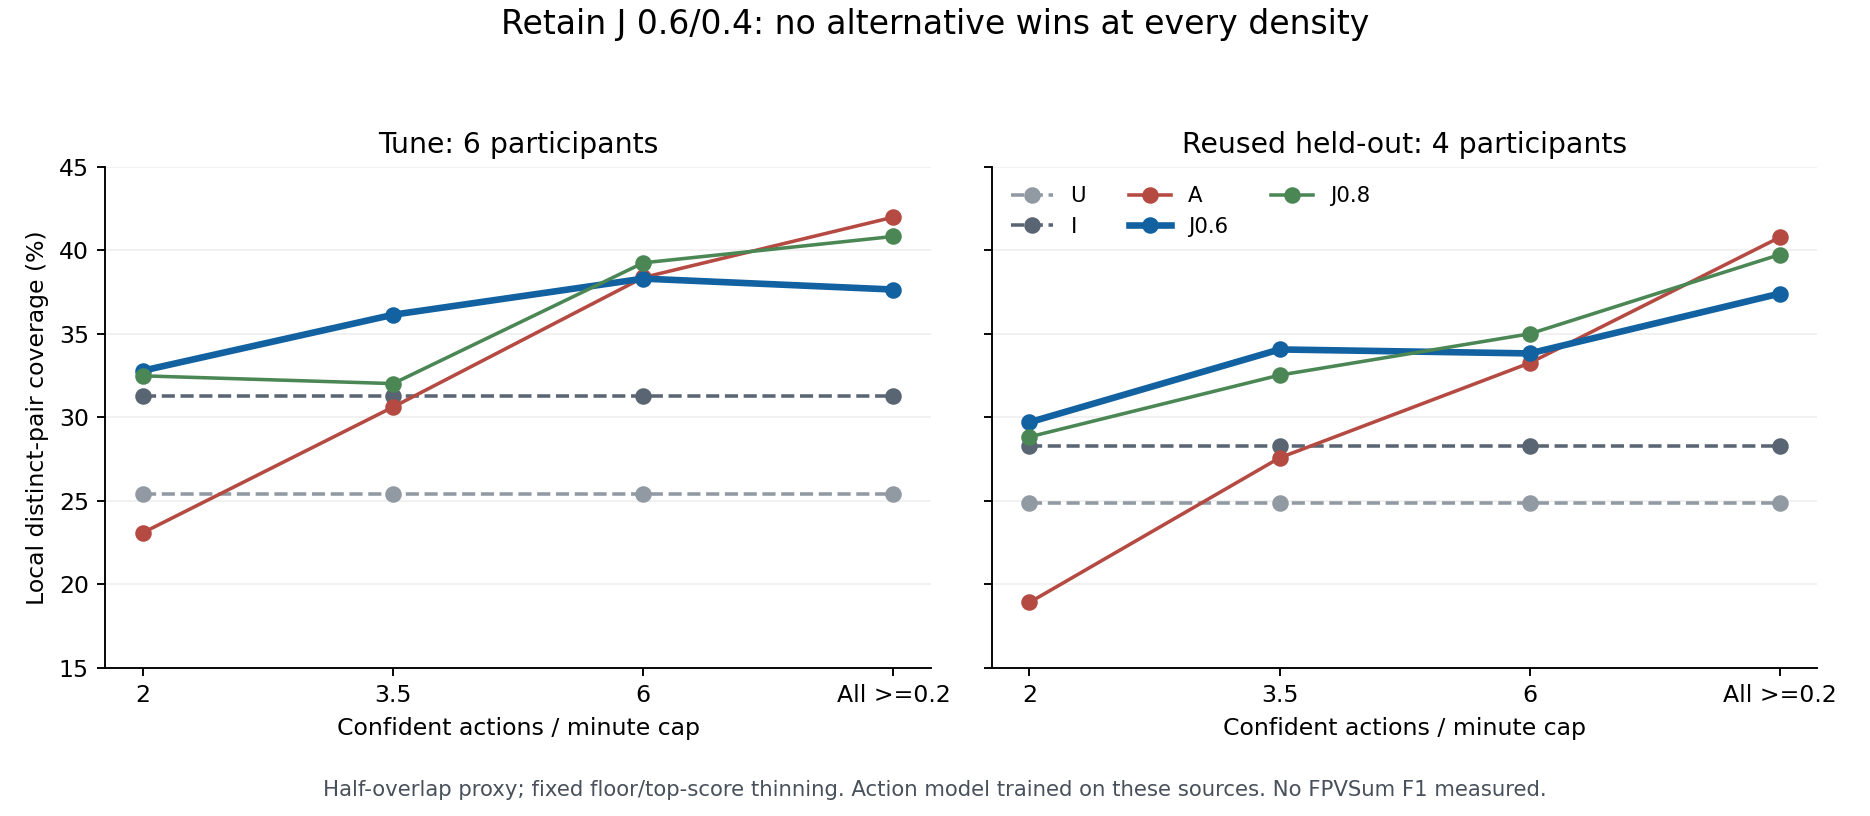 Retain J 0.6/0.4: no alternative wins at every density
Tune: 6 participants
Reused held-out: 4 participants
Local distinct-pair coverage (%)
45
40
35
30
25
20
15
2
3.5
6
All >=0.2
Confident actions / minute cap
U
I
A
J0.6
J0.8
2
3.5
6
All >=0.2
Confident actions / minute cap
Half-overlap proxy; fixed floor/top-score thinning. Action model trained on these sources. No FPVSum F1 measured.